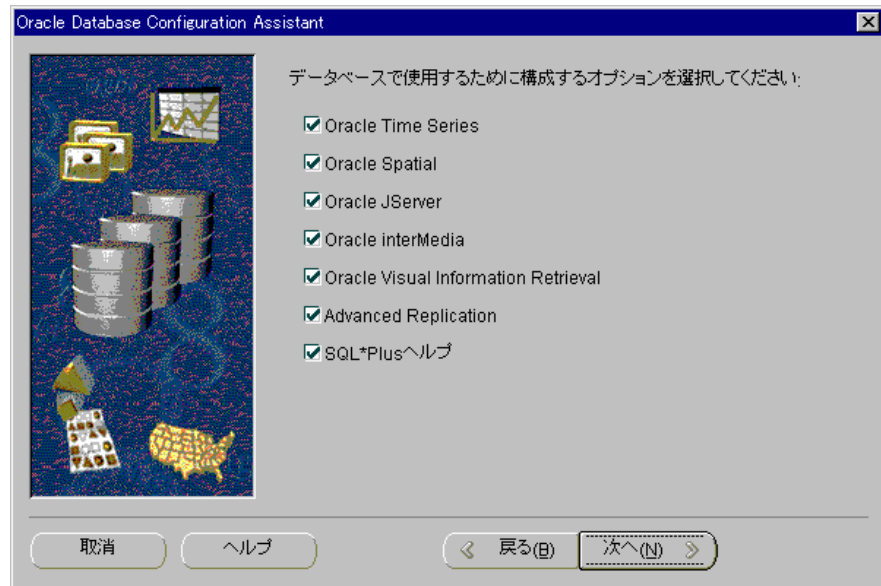 Oracle Database Configuration Assistant
データベースで使用するために構成するオプションを選択してください:
Oracle Time Series
Oracle Spatial
Oracle JServer
Oracle interMedia
Oracle Visual Information Retrieval
Advanced Replication
SQL*Plusヘルプ
取消
ヘルプ
戻る(B)
次へ(N)